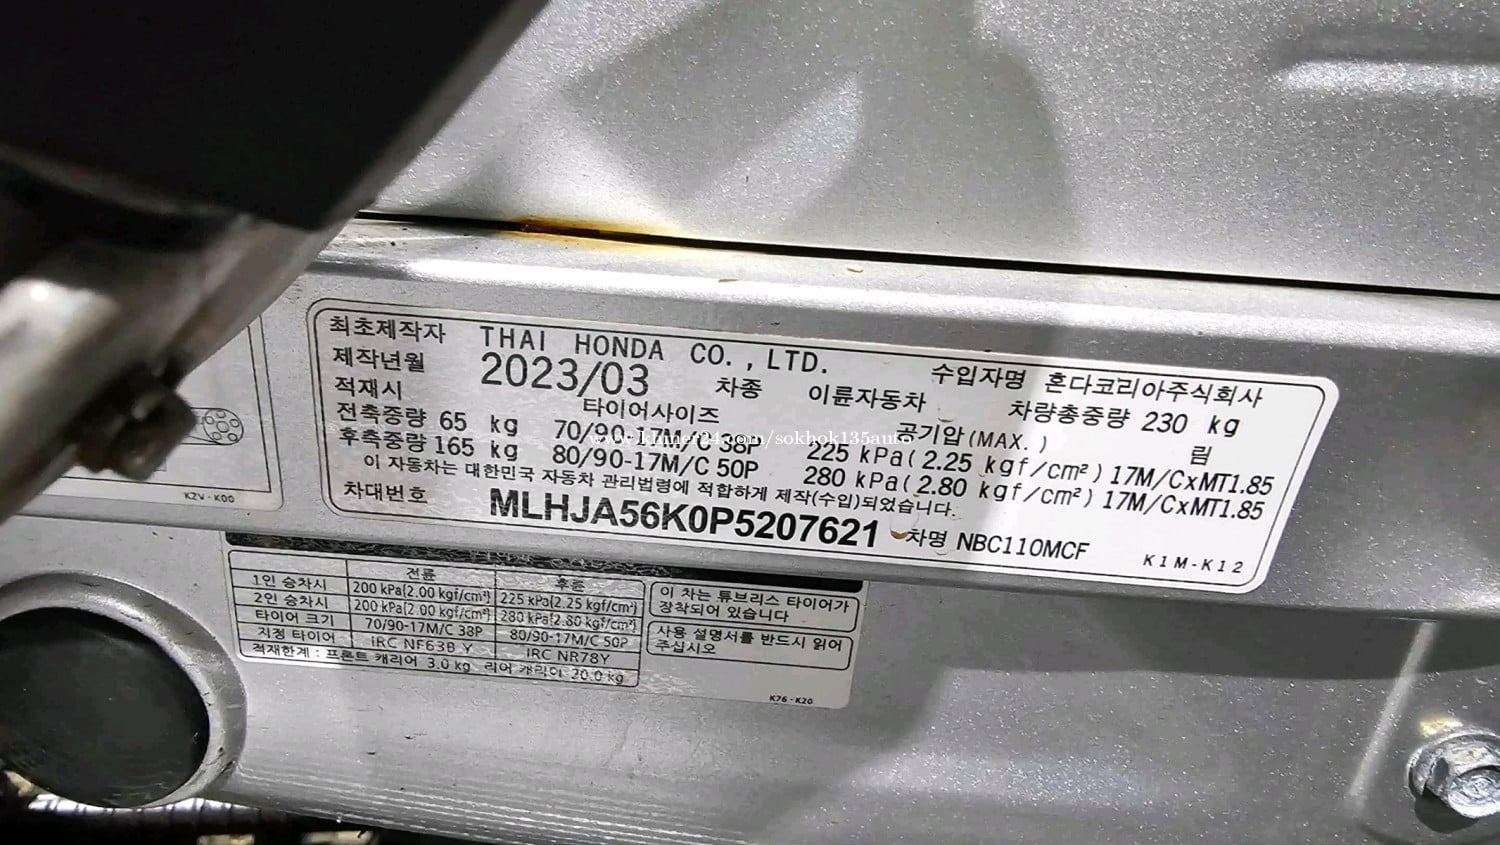 최초제작자 THAI HONDA CO.,LTD. 수입자명 혼다코리아주식회사
제작년월 2023/03 차종 이륜자동차 차량총중량 230 kg
적재시 타이어사이즈 공기압(MAX.) 림
전축중량 65 kg 70/90-17M/C 38P 225 kPa(2.25 kgf/cm²) 17M/CxMT1.85
후축중량 165 kg 80/90-17M/C 50P 280 kPa(2.80 kgf/cm²) 17M/CxMT1.85
이 자동차는 대한민국 자동차 관리법령에 적합하게 제작(수입)되었습니다.
차대번호 MLHJA56K0P5207621 차명 NBC110MCF
K1M-K12
www.khmer24.com/sokhok135auto
KZV-K00
전륜 후륜
1인 승차시 200 kPa(2.00 kgf/cm²) 225 kPa(2.25 kgf/cm²)
2인 승차시 200 kPa(2.00 kgf/cm²) 280 kPa(2.80 kgf/cm²)
타이어 크기 70/90-17M/C 38P 80/90-17M/C 50P
지정 타이어 IRC NF63B Y IRC NR78Y
적재한계 : 프론트 캐리어 3.0 kg 리어 캐리어 20.0 kg
이 차는 튜브리스 타이어가
장착되어 있습니다
사용 설명서를 반드시 읽어
주십시오
K76-K20